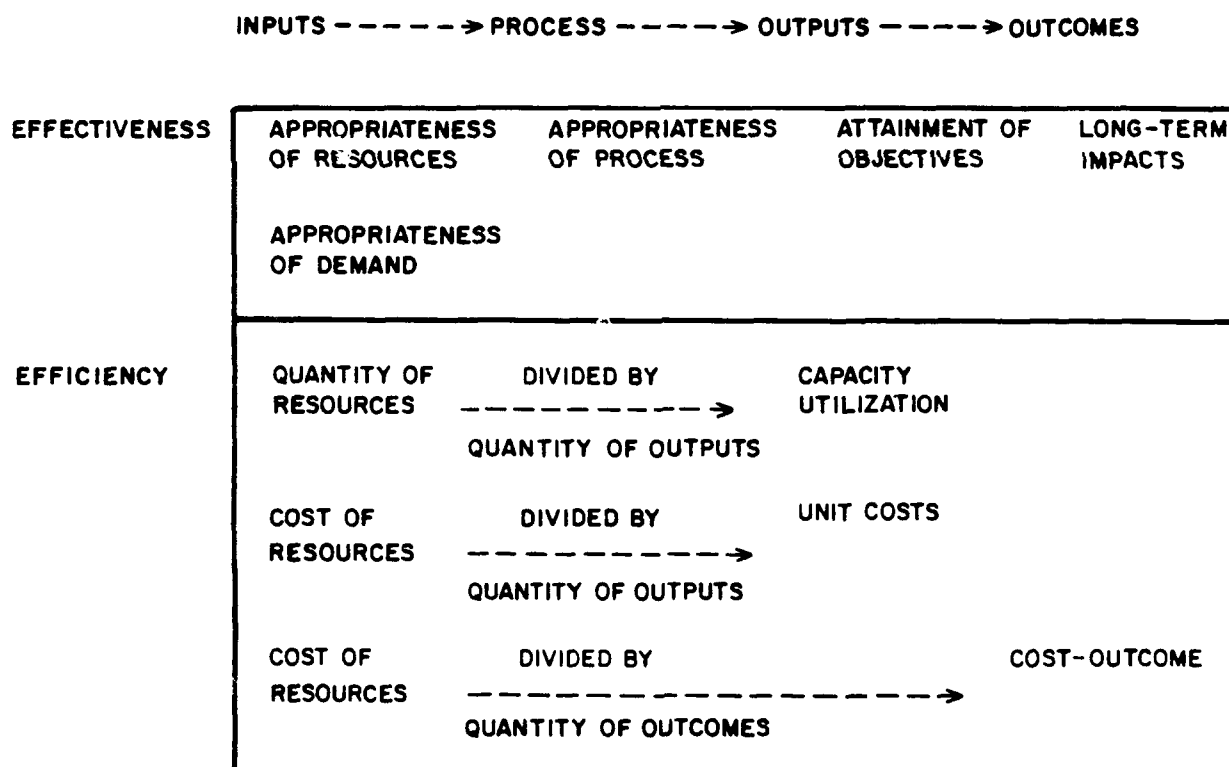 INPUTS -----> PROCESS -----> OUTPUTS -----> OUTCOMES
EFFECTIVENESS
APPROPRIATENESS OF RESOURCES
APPROPRIATENESS OF PROCESS
ATTAINMENT OF OBJECTIVES
LONG-TERM IMPACTS
APPROPRIATENESS OF DEMAND
EFFICIENCY
QUANTITY OF RESOURCES
DIVIDED BY
---------->
QUANTITY OF OUTPUTS
CAPACITY UTILIZATION
COST OF RESOURCES
DIVIDED BY
---------->
QUANTITY OF OUTPUTS
UNIT COSTS
COST OF RESOURCES
DIVIDED BY
------------------>
QUANTITY OF OUTCOMES
COST-OUTCOME